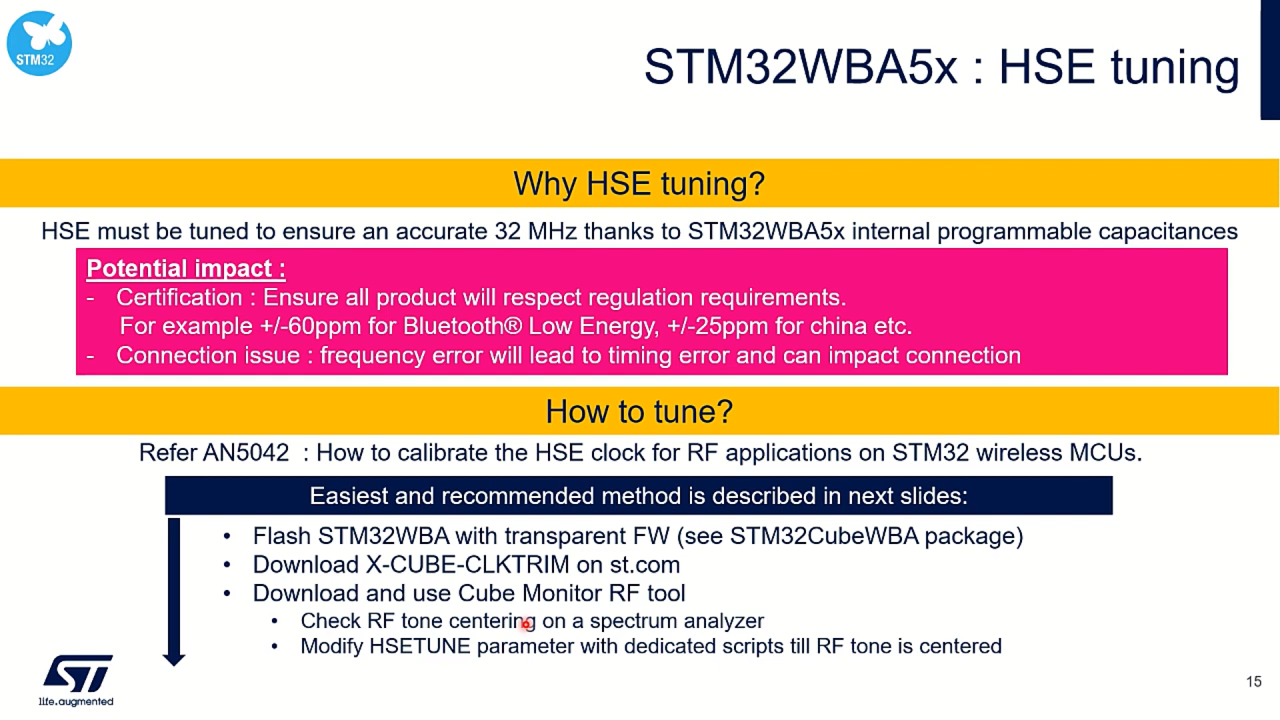 STM32
STM32WBA5x : HSE tuning
Why HSE tuning?
HSE must be tuned to ensure an accurate 32 MHz thanks to STM32WBA5x internal programmable capacitances
Potential impact :
- Certification : Ensure all product will respect regulation requirements.
For example +/-60ppm for Bluetooth® Low Energy, +/-25ppm for china etc.
- Connection issue : frequency error will lead to timing error and can impact connection
How to tune?
Refer AN5042 : How to calibrate the HSE clock for RF applications on STM32 wireless MCUs.
Easiest and recommended method is described in next slides:
• Flash STM32WBA with transparent FW (see STM32CubeWBA package)
• Download X-CUBE-CLKTRIM on st.com
• Download and use Cube Monitor RF tool
• Check RF tone centering on a spectrum analyzer
• Modify HSETUNE parameter with dedicated scripts till RF tone is centered
ST
life.augmented
15